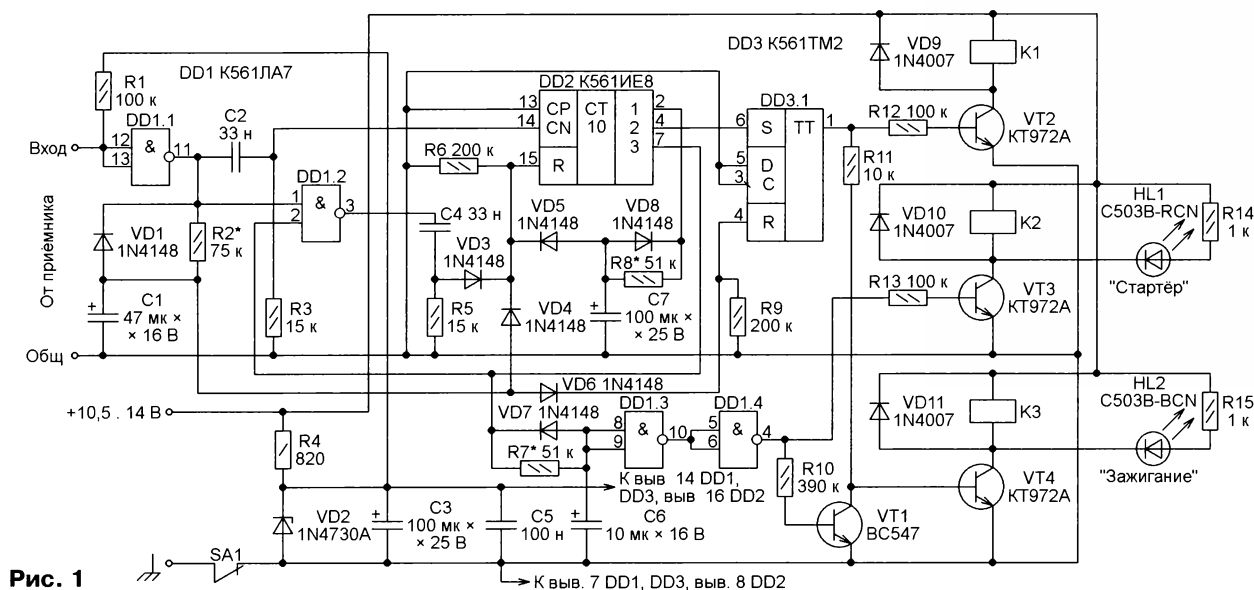 DD1 К561ЛА7
R1
100 к
DD1.1
C2
33 н
Вход
12
13
&
11
DD1.2
1
2
&
3
VD1
1N4148
R2*
75 к
От приёмника
C1
47 мк ×
× 16 В
+
R3
15 к
Общ
DD2 К561ИЕ8
13
14
15
CP
CN
R
CT
10
1
2
3
2
4
7
R6 200 к
C4 33 н
VD3
1N4148
R5
15 к
VD5
1N4148
VD4
1N4148
VD8
1N4148
R8* 51 к
C7
100 мк ×
× 25 В
+
DD3 К561ТМ2
DD3.1
6
5
3
4
S
D
C
R
TT
1
R9
200 к
R12 100 к
R11
10 к
VD9
1N4007
K1
VT2
КТ972А
VD10
1N4007
K2
HL1
C503B-RCN
R14
1 к
"Стартёр"
R13 100 к
VT3
КТ972А
VD6 1N4148
VD7 1N4148
R7* 51 к
DD1.3
8
9
&
10
DD1.4
5
6
&
4
R10
390 к
VT1
BC547
VD11
1N4007
K3
HL2
C503B-BCN
R15
1 к
"Зажигание"
VT4
КТ972А
+10,5 . 14 В
R4
820
К выв 14 DD1,
DD3, выв 16 DD2
VD2
1N4730A
C3
100 мк ×
× 25 В
+
C5
100 н
C6
10 мк × 16 В
+
SA1
К выв. 7 DD1, DD3, выв. 8 DD2
Рис. 1